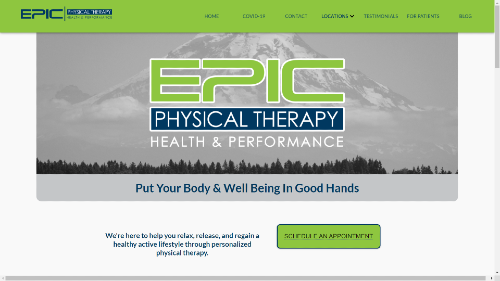 EPIC PHYSICAL THERAPY
HEALTH & PERFORMANCE
HOME COVID-19 CONTACT LOCATIONS TESTIMONIALS FOR PATIENTS BLOG
EPIC
PHYSICAL THERAPY
HEALTH & PERFORMANCE
Put Your Body & Well Being In Good Hands
We're here to help you relax, release, and regain a
healthy active lifestyle through personalized
physical therapy.
SCHEDULE AN APPOINTMENT